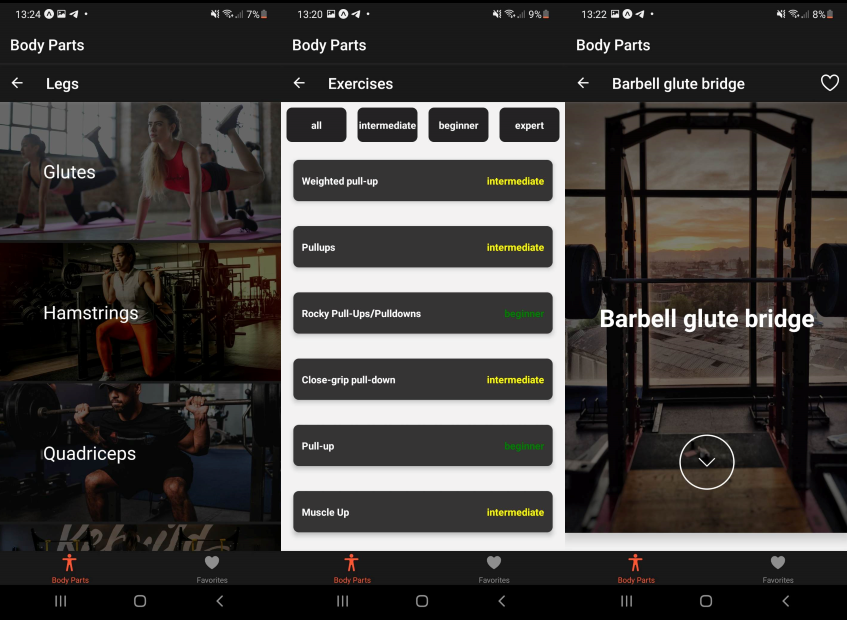 13:24
7%
Body Parts
Legs
Glutes
Hamstrings
Quadriceps
Body Parts
Favorites
13:20
9%
Body Parts
Exercises
all
intermediate
beginner
expert
Weighted pull-up
intermediate
Pullups
intermediate
Rocky Pull-Ups/Pulldowns
beginner
Close-grip pull-down
intermediate
Pull-up
beginner
Muscle Up
intermediate
Body Parts
Favorites
13:22
8%
Body Parts
Barbell glute bridge
Barbell glute bridge
Body Parts
Favorites